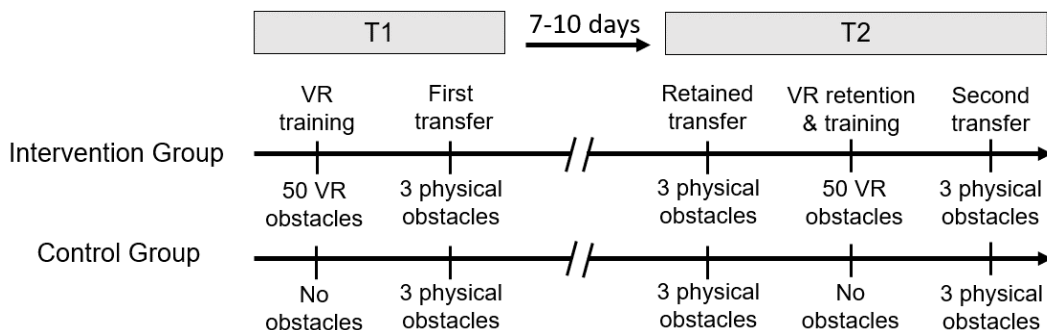 T1
7-10 days
T2
VR
training
First
transfer
Retained
transfer
VR retention
& training
Second
transfer
Intervention Group
50 VR
obstacles
3 physical
obstacles
3 physical
obstacles
50 VR
obstacles
3 physical
obstacles
Control Group
No
obstacles
3 physical
obstacles
3 physical
obstacles
No
obstacles
3 physical
obstacles